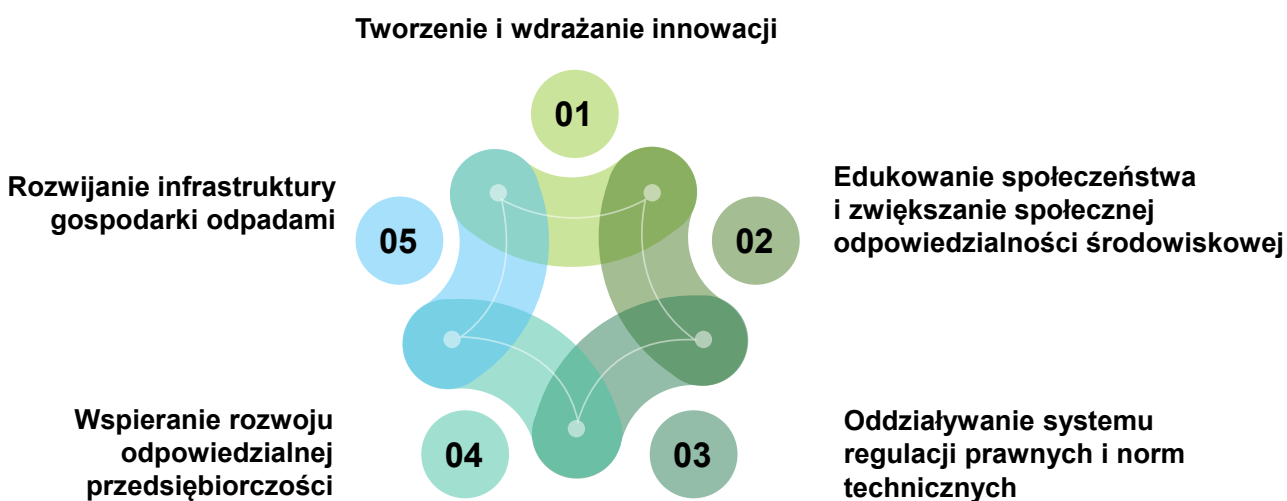 Tworzenie i wdrażanie innowacji
01
Edukowanie społeczeństwa
i zwiększanie społecznej
odpowiedzialności środowiskowej
02
Oddziaływanie systemu
regulacji prawnych i norm
technicznych
03
Wspieranie rozwoju
odpowiedzialnej
przedsiębiorczości
04
Rozwijanie infrastruktury
gospodarki odpadami
05